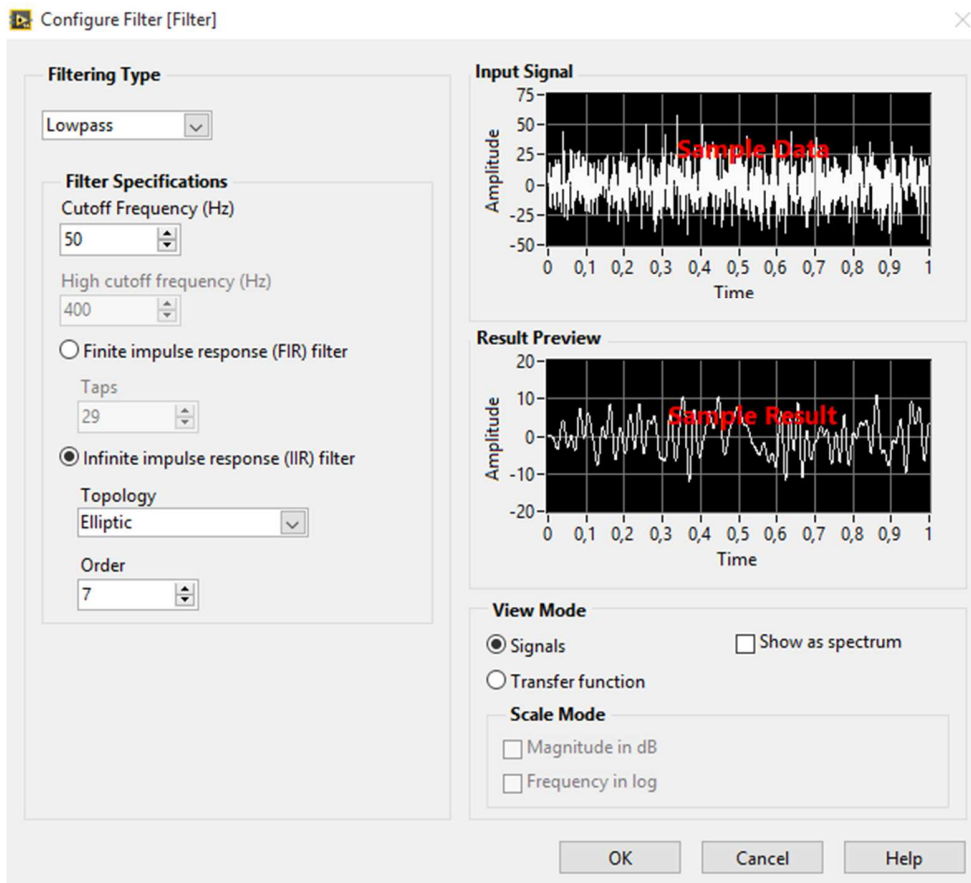 Configure Filter [Filter]
Filtering Type
Lowpass
Filter Specifications
Cutoff Frequency (Hz)
50
High cutoff frequency (Hz)
400
Finite impulse response (FIR) filter
Taps
29
Infinite impulse response (IIR) filter
Topology
Elliptic
Order
7
Input Signal
75
50
25
0
-25
-50
Amplitude
Sample Data
0 0,1 0,2 0,3 0,4 0,5 0,6 0,7 0,8 0,9 1
Time
Result Preview
20
10
0
-10
-20
Amplitude
Sample Result
0 0,1 0,2 0,3 0,4 0,5 0,6 0,7 0,8 0,9 1
Time
View Mode
Signals Show as spectrum
Transfer function
Scale Mode
Magnitude in dB
Frequency in log
OK Cancel Help